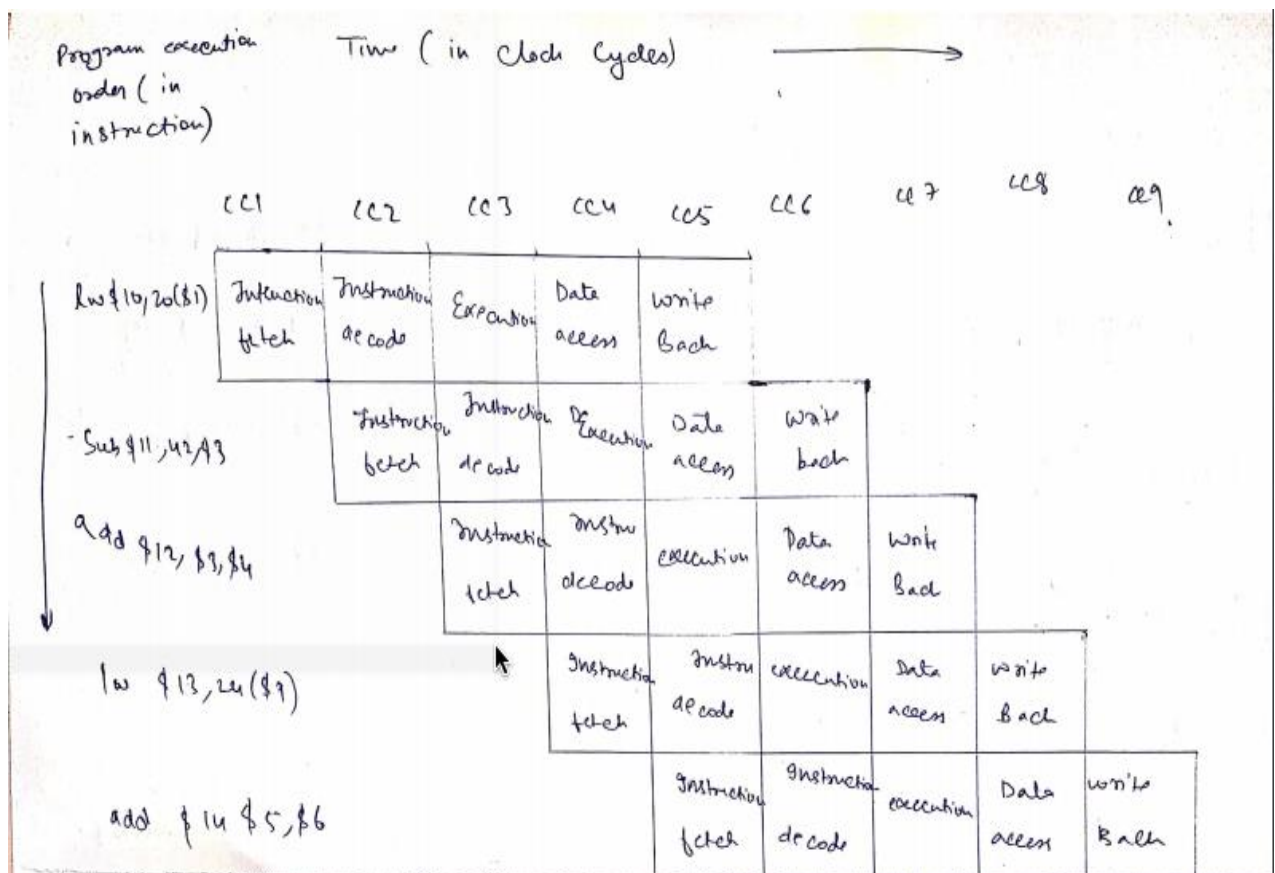 Program execution
order (in
instruction)
Time (in Clock Cycles)
CC1 CC2 CC3 CC4 CC5 CC6 CC7 CC8 CC9.
lw $10, 20($1)
Intruction
fetch
Instruction
decode
Execution
Data
access
write
Back
Sub $11, $2, $3
Instruction
fetch
Instruction
decode
Execution
Data
access
write
back
add $12, $3, $4
Instructio
fetch
Instru
decode
execution
Data
access
Write
Back
lw $13, 24($1)
Instructio
fetch
Instru
decode
execution
Data
access
write
Back
add $14 $5, $6
Instruction
fetch
Instruction
decode
execution
Data
access
write
Back